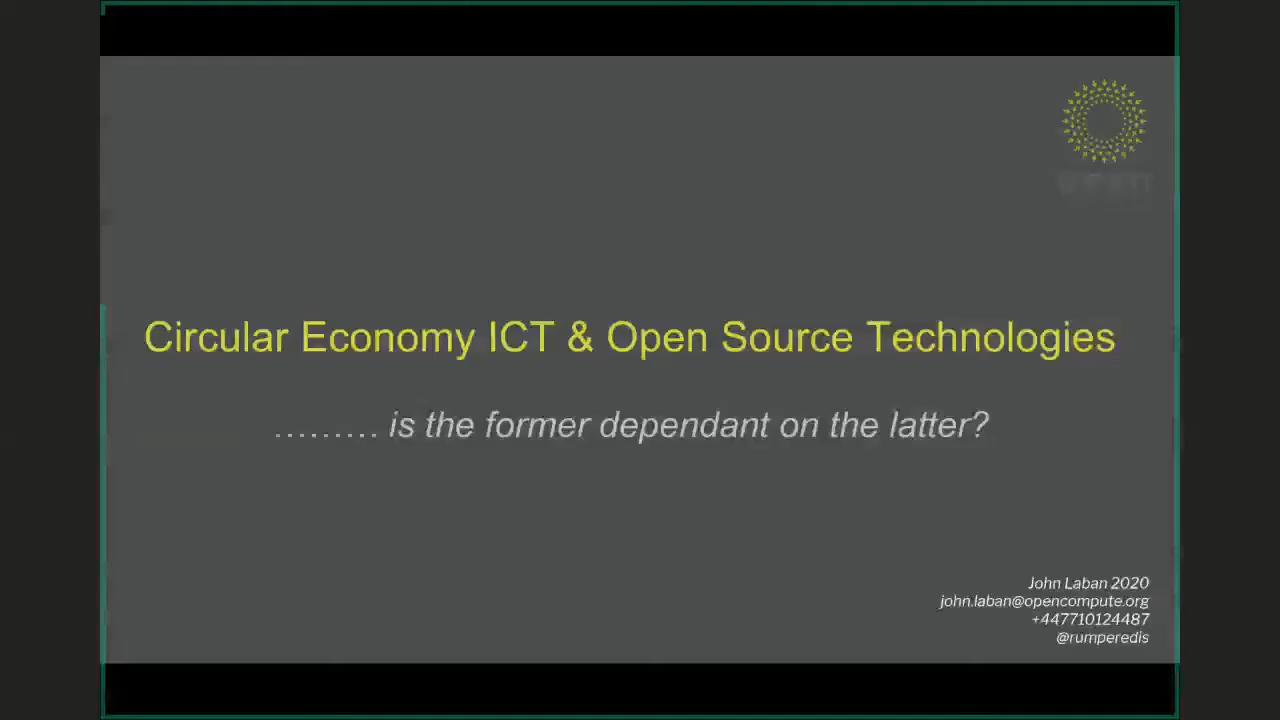 Circular Economy ICT & Open Source Technologies
……… is the former dependant on the latter?
John Laban 2020
john.laban@opencompute.org
+447710124487
@rumperedis